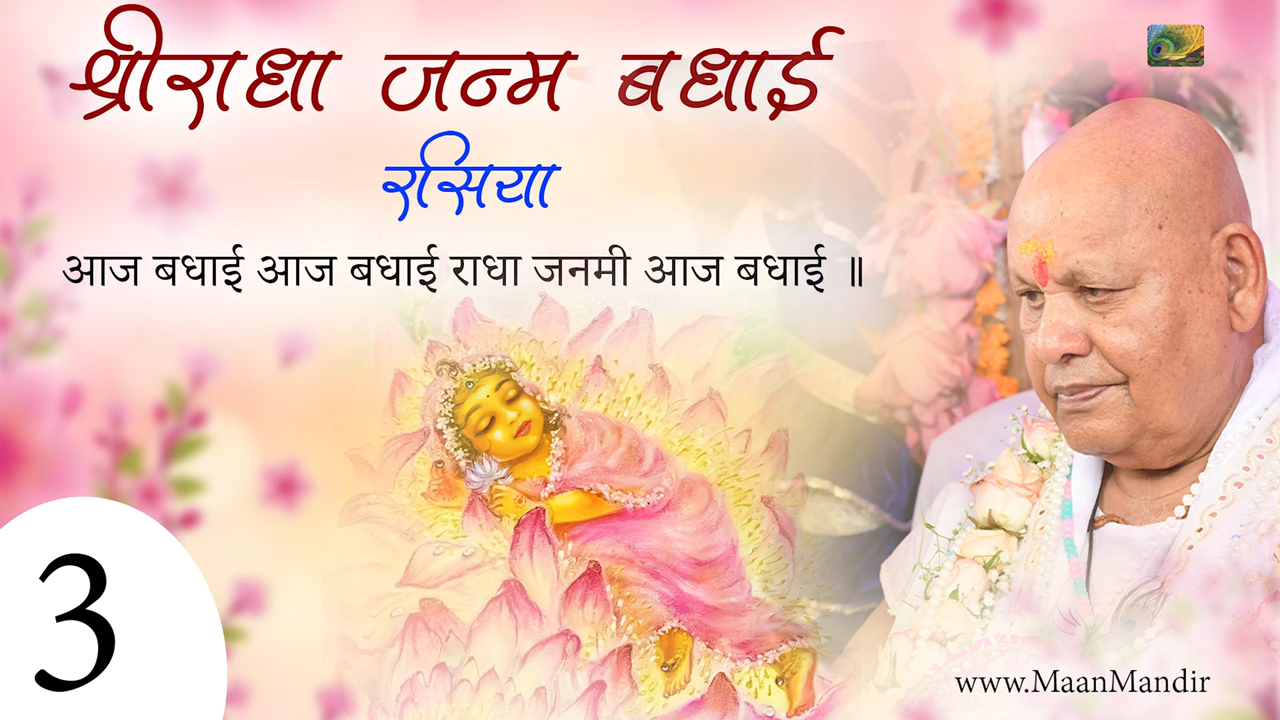 श्रीराधा जन्म बधाई
रसिया
आज बधाई आज बधाई राधा जनमी आज बधाई ॥
3
www.MaanMandir